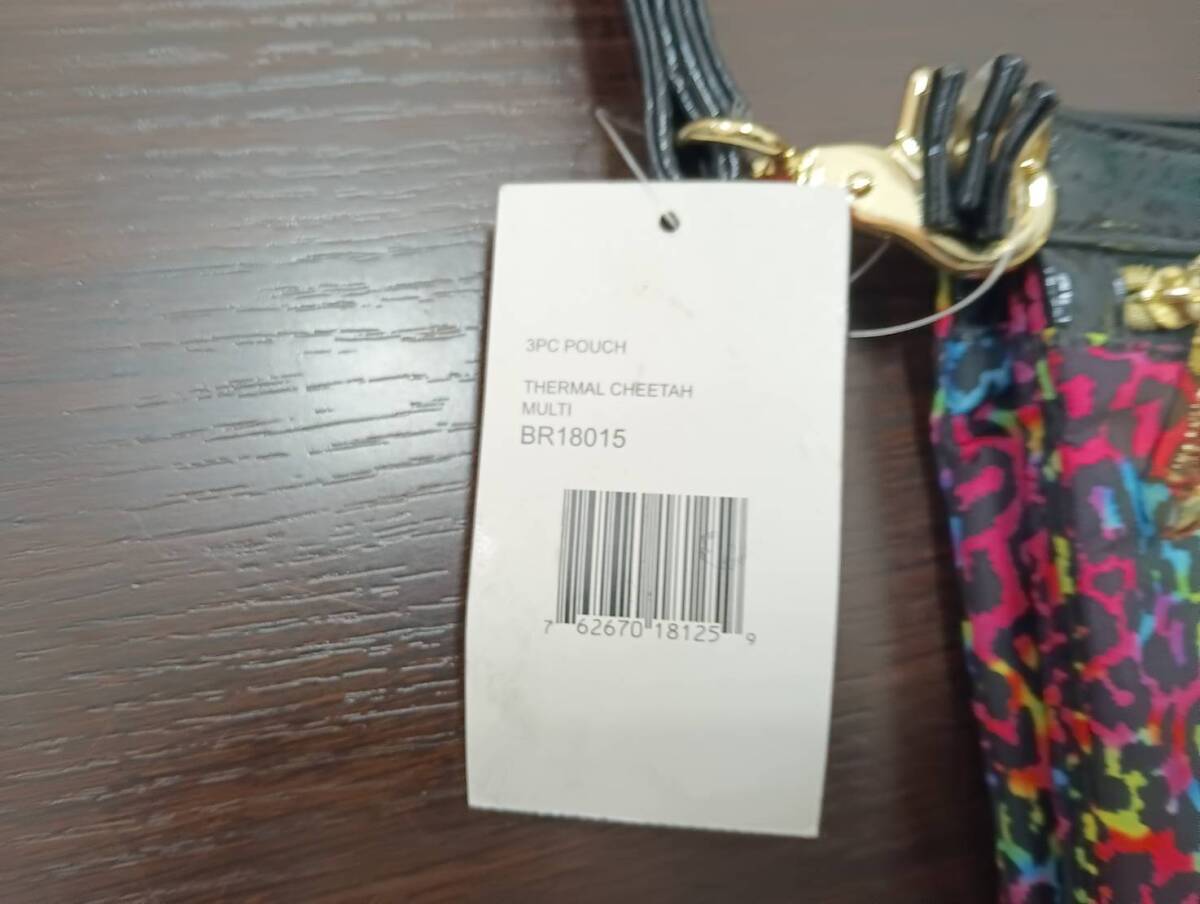 3PC POUCH
THERMAL CHEETAH
MULTI
BR18015
7 62670 18125 9